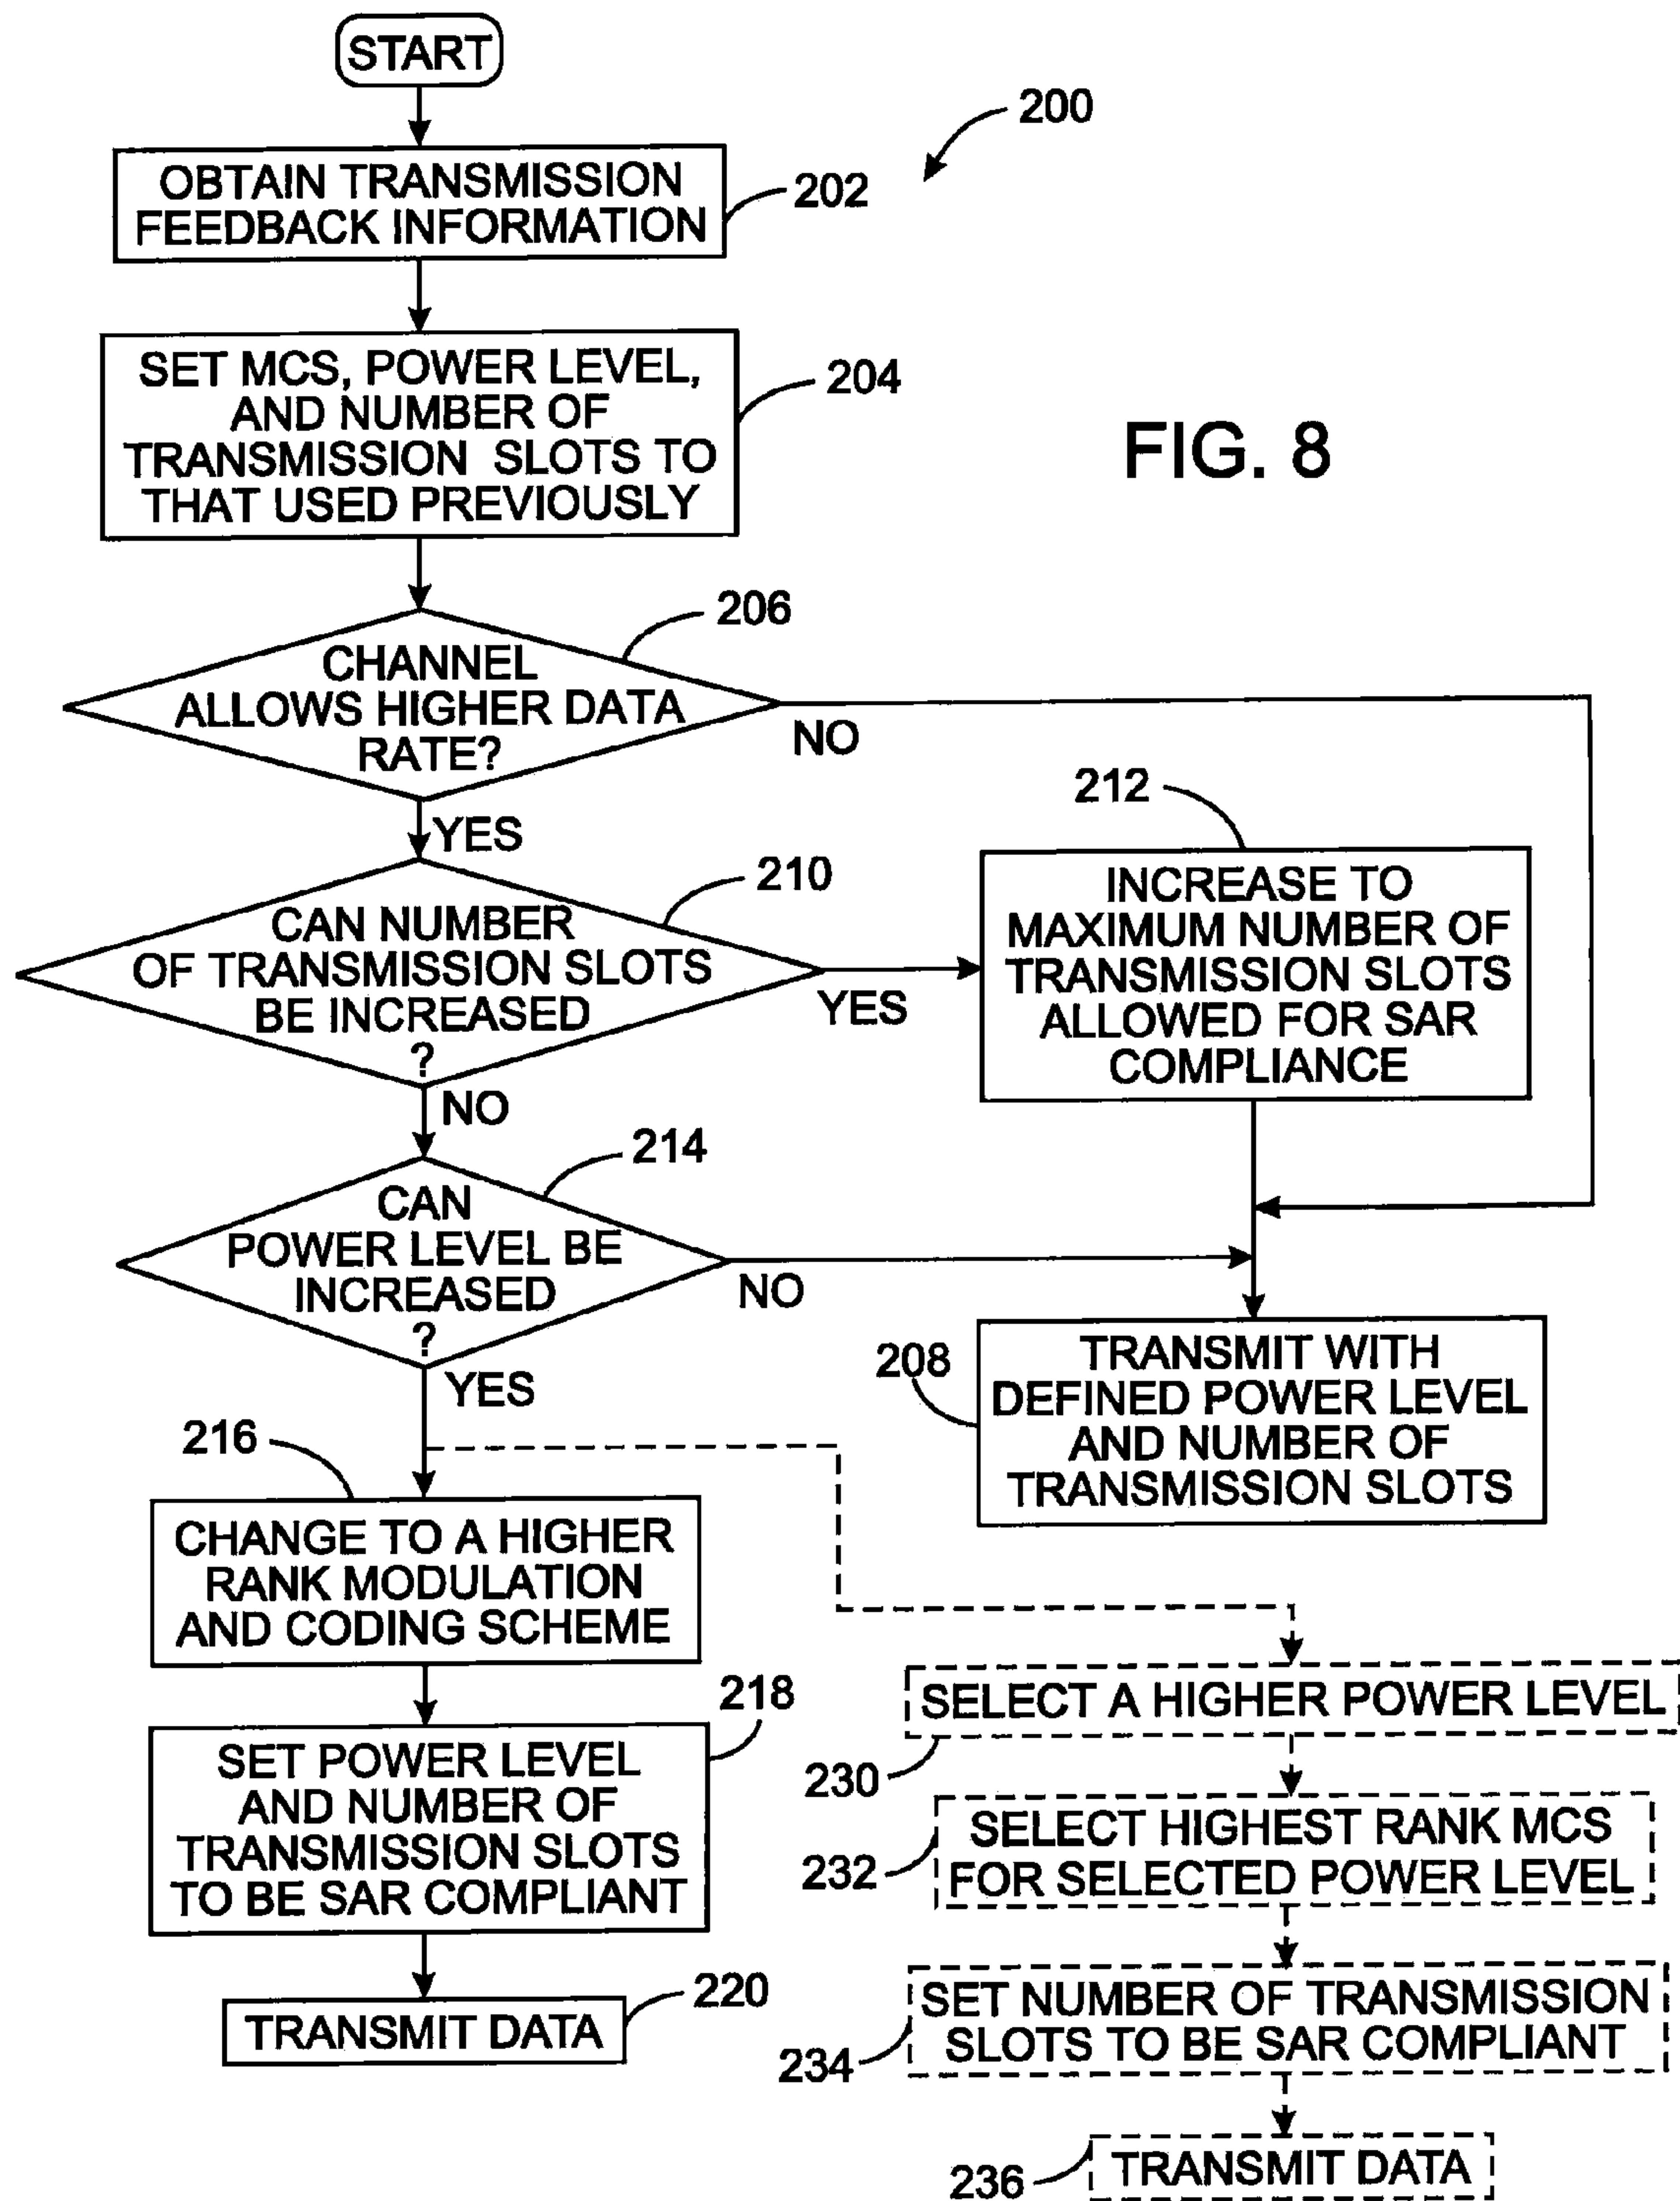 START
200
OBTAIN TRANSMISSION
FEEDBACK INFORMATION
202
SET MCS, POWER LEVEL,
AND NUMBER OF
TRANSMISSION SLOTS TO
THAT USED PREVIOUSLY
204
FIG. 8
206
CHANNEL
ALLOWS HIGHER DATA
RATE?
NO
YES
210
CAN NUMBER
OF TRANSMISSION SLOTS
BE INCREASED
?
YES
NO
212
INCREASE TO
MAXIMUM NUMBER OF
TRANSMISSION SLOTS
ALLOWED FOR SAR
COMPLIANCE
214
CAN
POWER LEVEL BE
INCREASED
?
NO
YES
208
TRANSMIT WITH
DEFINED POWER LEVEL
AND NUMBER OF
TRANSMISSION SLOTS
216
CHANGE TO A HIGHER
RANK MODULATION
AND CODING SCHEME
218
SET POWER LEVEL
AND NUMBER OF
TRANSMISSION SLOTS
TO BE SAR COMPLIANT
220
TRANSMIT DATA
SELECT A HIGHER POWER LEVEL
230
SELECT HIGHEST RANK MCS
FOR SELECTED POWER LEVEL
232
SET NUMBER OF TRANSMISSION
SLOTS TO BE SAR COMPLIANT
234
TRANSMIT DATA
236